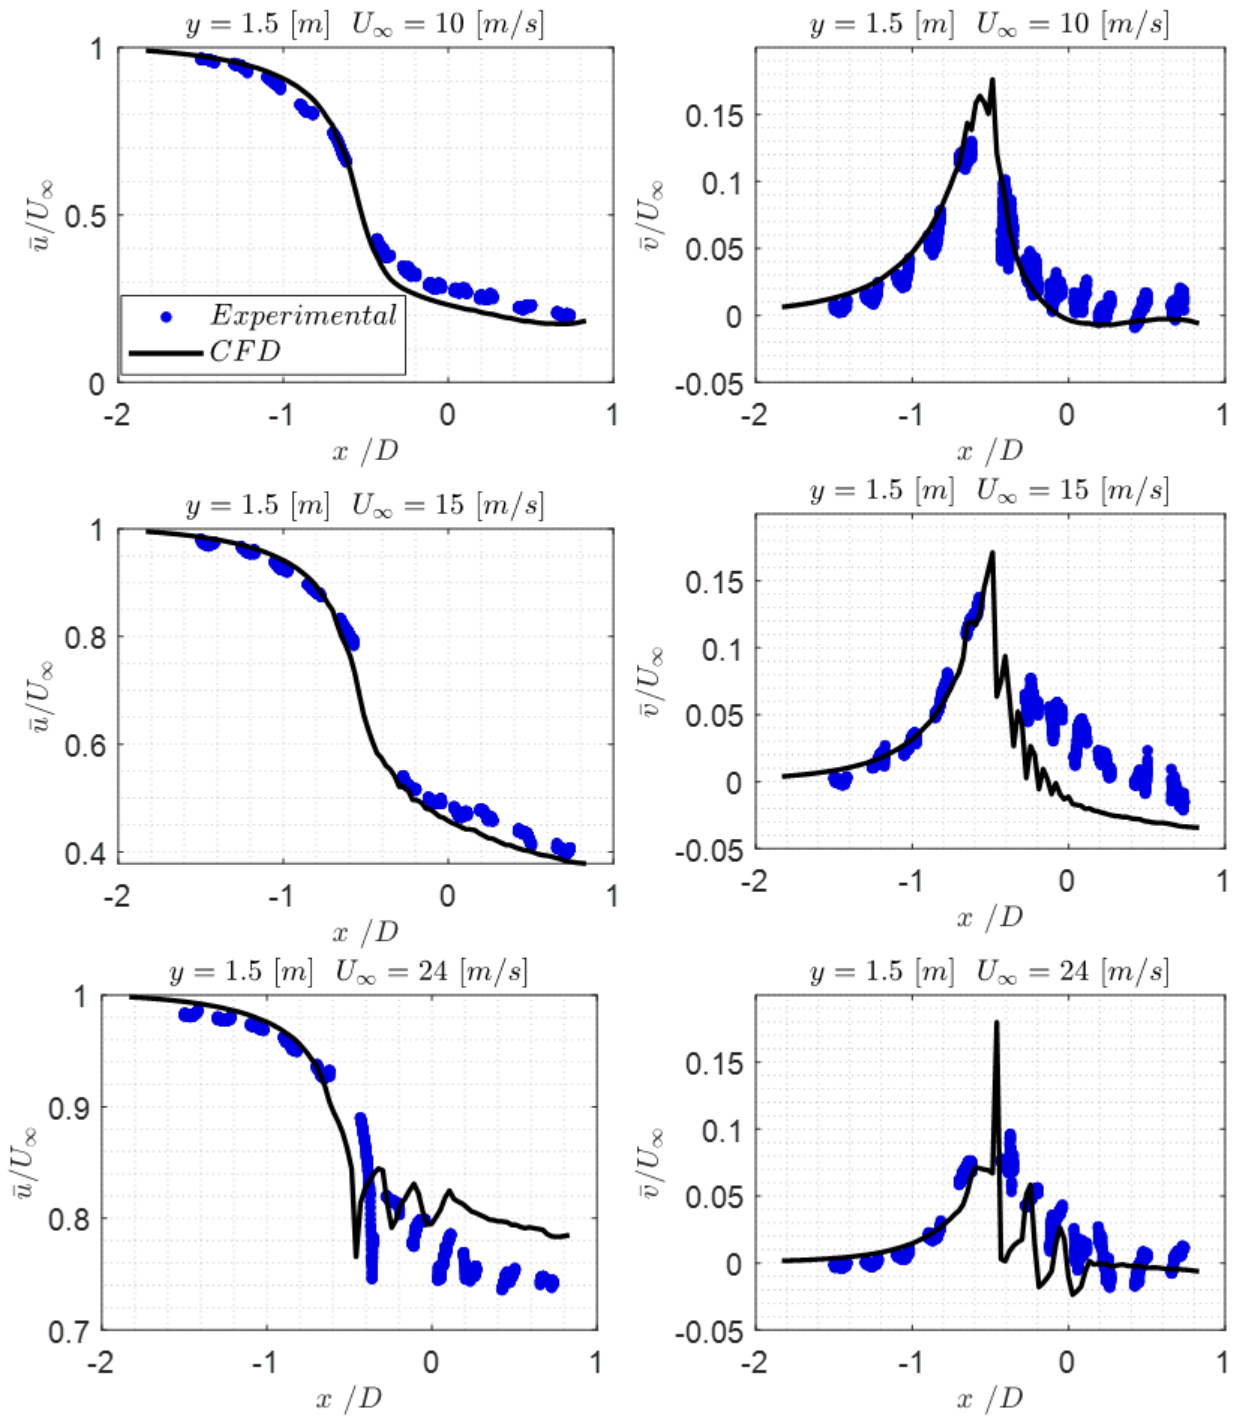 y = 1.5 [m] U∞ = 10 [m/s]
1
0.5
0
ū/U∞
Experimental
CFD
-2 -1 0 1
x /D
y = 1.5 [m] U∞ = 10 [m/s]
0.15
0.1
0.05
0
-0.05
v̄/U∞
-2 -1 0 1
x /D
y = 1.5 [m] U∞ = 15 [m/s]
1
0.8
0.6
0.4
ū/U∞
-2 -1 0 1
x /D
y = 1.5 [m] U∞ = 15 [m/s]
0.15
0.1
0.05
0
-0.05
v̄/U∞
-2 -1 0 1
x /D
y = 1.5 [m] U∞ = 24 [m/s]
1
0.9
0.8
0.7
ū/U∞
-2 -1 0 1
x /D
y = 1.5 [m] U∞ = 24 [m/s]
0.15
0.1
0.05
0
-0.05
v̄/U∞
-2 -1 0 1
x /D